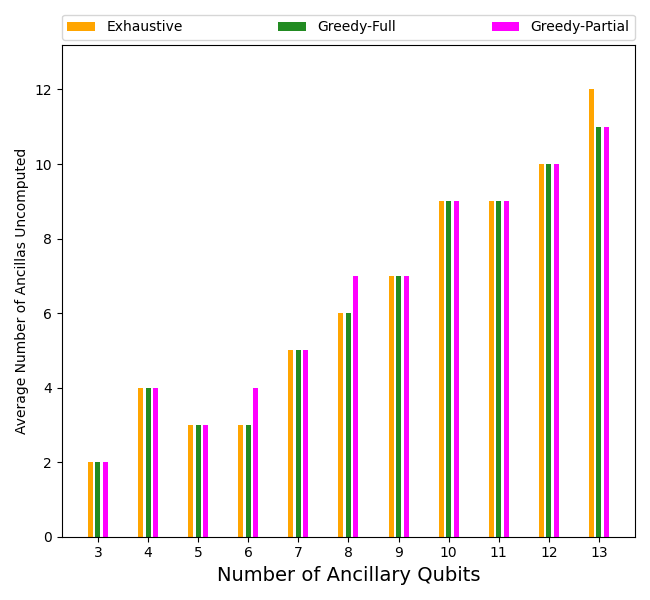 Exhaustive Greedy-Full Greedy-Partial
Average Number of Ancillas Uncomputed
12
10
8
6
4
2
0
3 4 5 6 7 8 9 10 11 12 13
Number of Ancillary Qubits